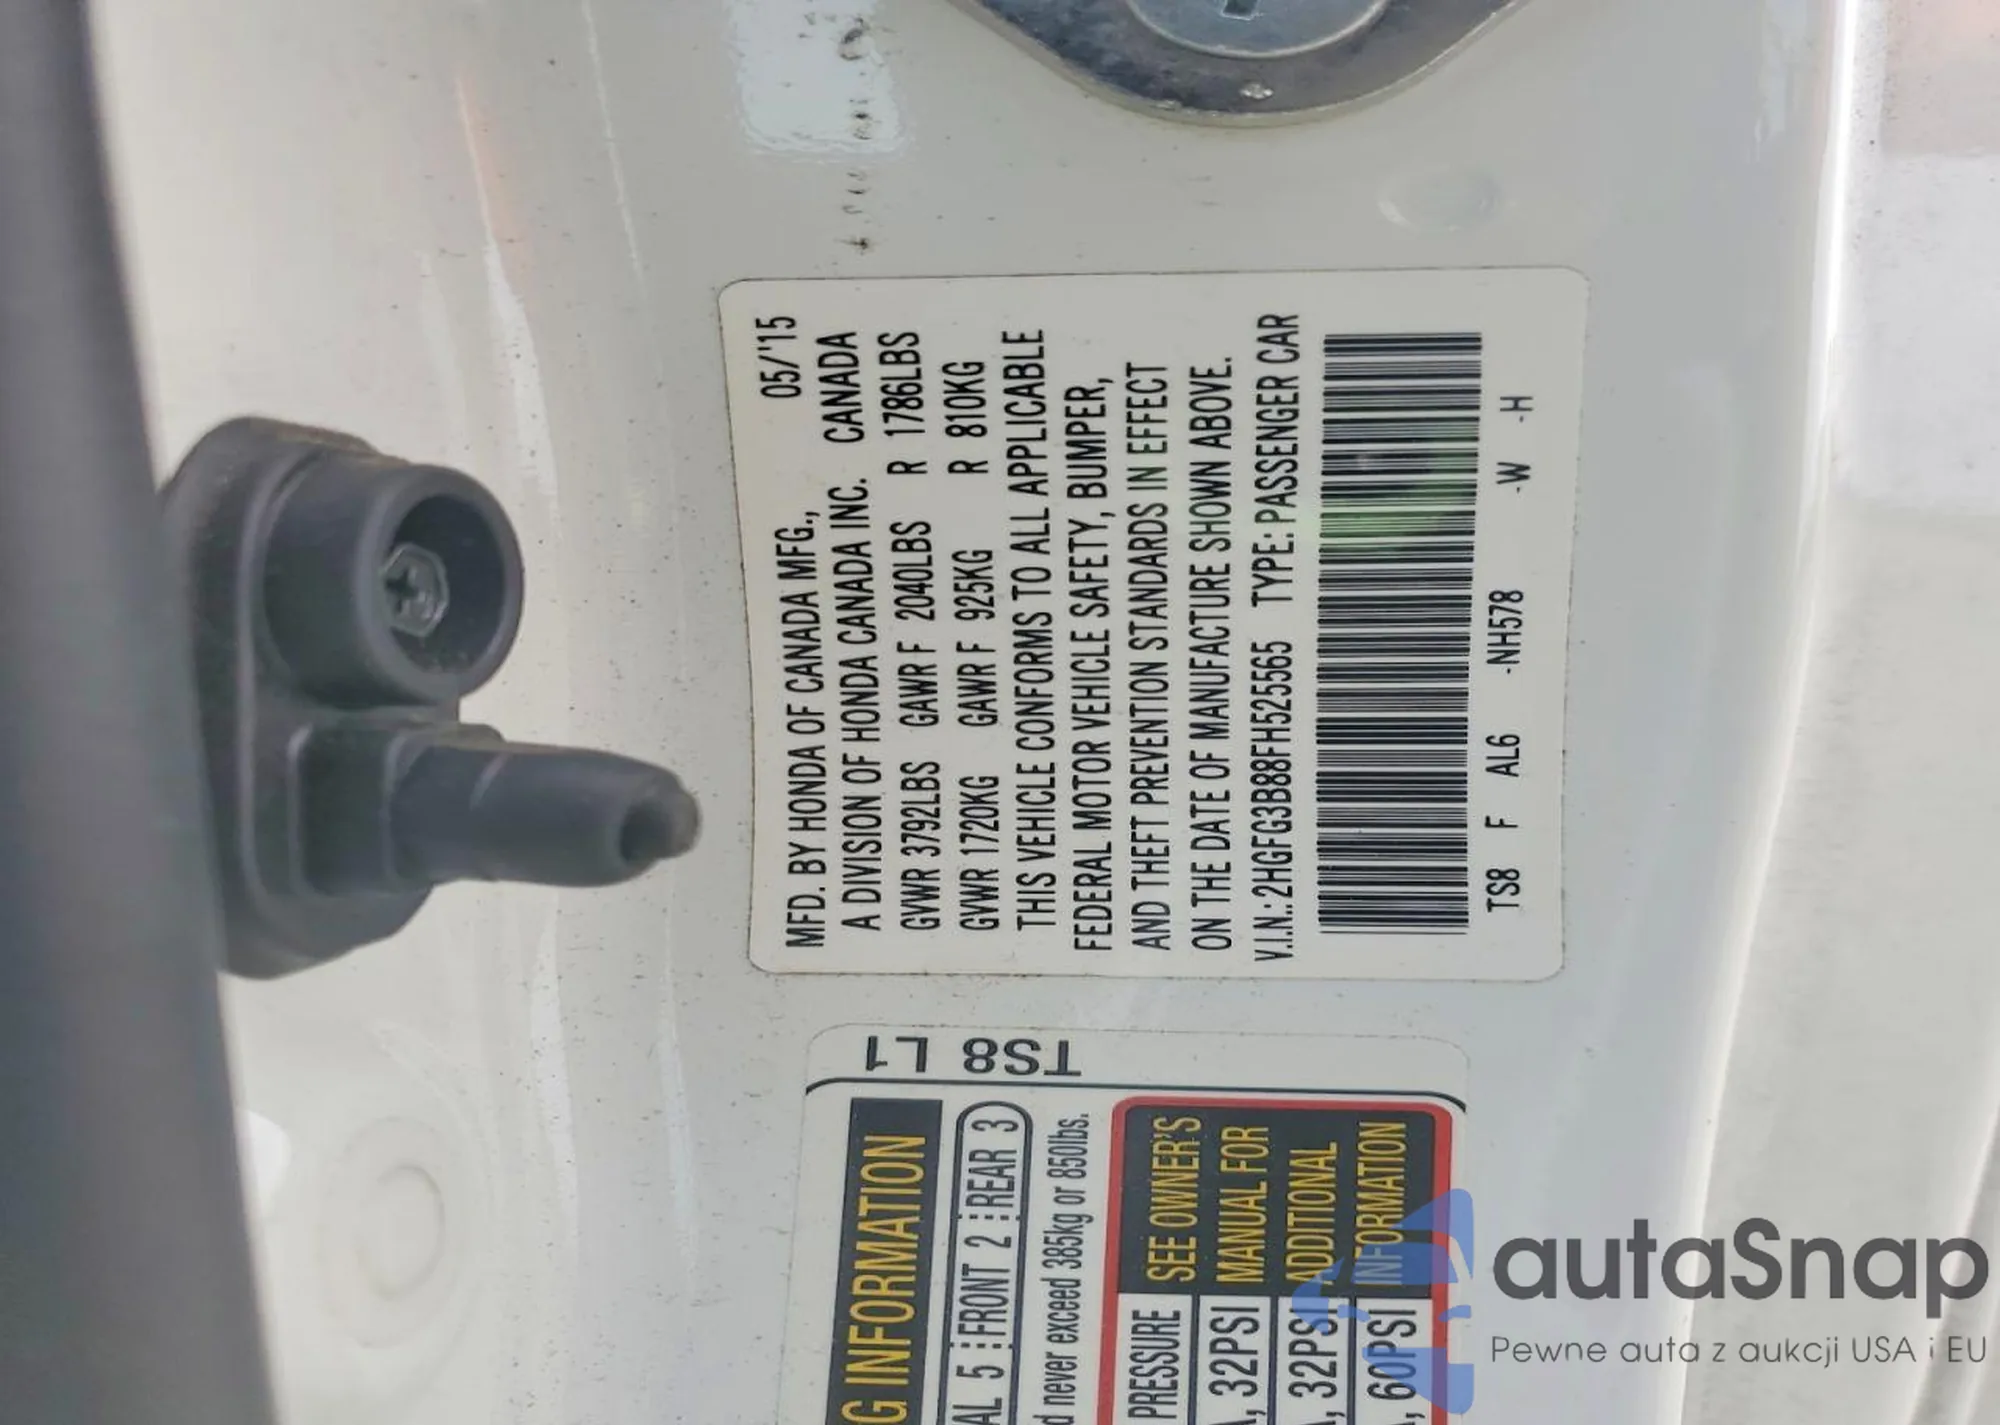 MFD. BY HONDA OF CANADA MFG., 05/'15
A DIVISION OF HONDA CANADA INC. CANADA
GVWR 3792LBS GAWR F 2040LBS R 1786LBS
GVWR 1720KG GAWR F 925KG R 810KG
THIS VEHICLE CONFORMS TO ALL APPLICABLE
FEDERAL MOTOR VEHICLE SAFETY, BUMPER,
AND THEFT PREVENTION STANDARDS IN EFFECT
ON THE DATE OF MANUFACTURE SHOWN ABOVE.
V.I.N.: 2HGFG3B88FH525565 TYPE: PASSENGER CAR
TS8 F AL6 -NH578 -W -H
TS8 L1
G INFORMATION
AL 5 FRONT 2 REAR 3
d never exceed 385kg or 850lbs.
PRESSURE
, 32PSI
, 32PSI
, 60PSI
SEE OWNER'S
MANUAL FOR
ADDITIONAL
INFORMATION
autaSnap
Pewne auta z aukcji USA i EU